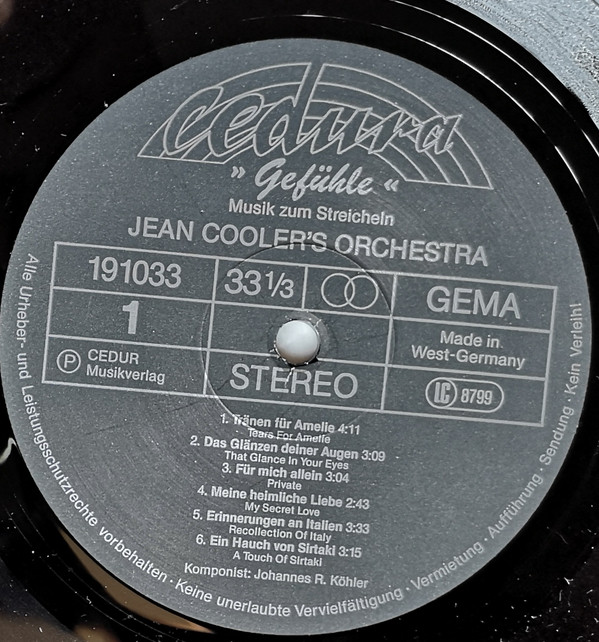 cedura
» Gefühle «
Musik zum Streicheln
JEAN COOLER'S ORCHESTRA
191033
33 1/3
GEMA
1
Made in
West-Germany
Ⓟ CEDUR
Musikverlag
STEREO
LC 8799
1. Tränen für Amelie 4:11
Tears For Amelie
2. Das Glänzen deiner Augen 3:09
That Glance In Your Eyes
3. Für mich allein 3:04
Private
4. Meine heimliche Liebe 2:43
My Secret Love
5. Erinnerungen an Italien 3:33
Recollection Of Italy
6. Ein Hauch von Sirtaki 3:15
A Touch Of Sirtaki
Komponist: Johannes R. Köhler
Alle Urheber- und Leistungsschutzrechte vorbehalten · Keine unerlaubte Vervielfältigung · Vermietung · Aufführung · Sendung · Kein Verleih!